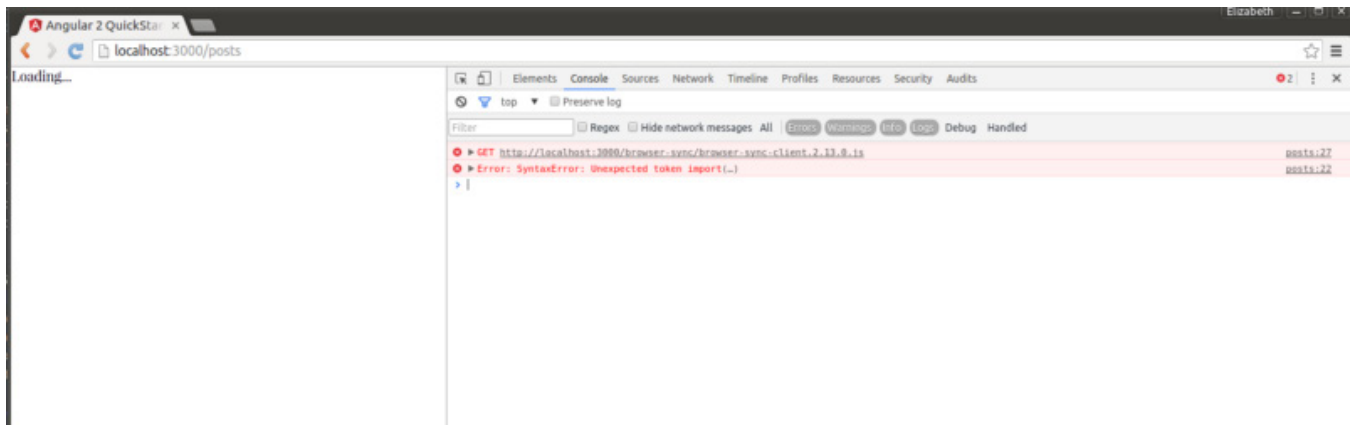 Elizabeth
Angular 2 QuickStar
localhost:3000/posts
Loading...
Elements Console Sources Network Timeline Profiles Resources Security Audits 2
top Preserve log
Filter Regex Hide network messages All Errors Warnings Info Logs Debug Handled
GET http://localhost:3000/browser-sync/browser-sync-client.2.13.0.js posts:27
Error: SyntaxError: Unexpected token import(…) posts:22